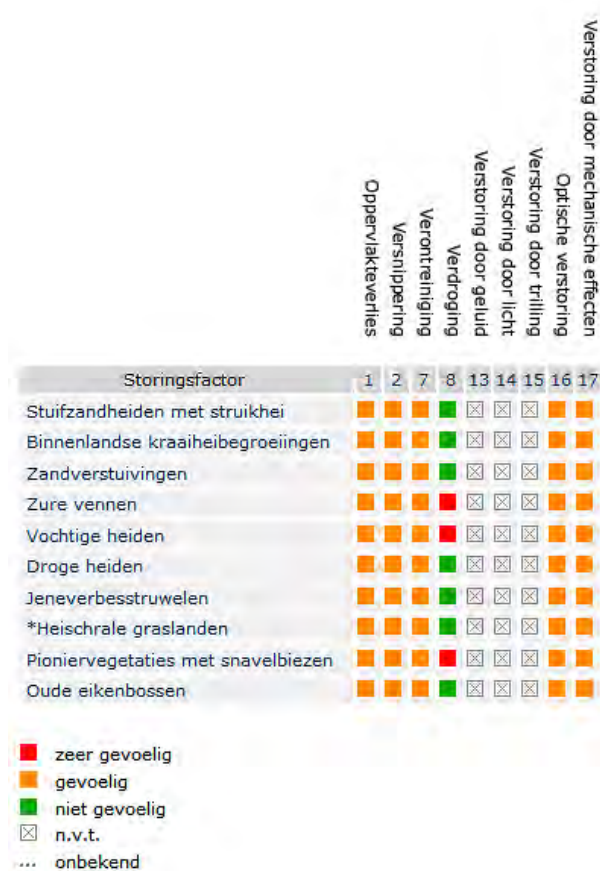 Oppervlakteverlies
Versnippering
Verontreiniging
Verdroging
Verstoring door geluid
Verstoring door licht
Verstoring door trilling
Optische verstoring
Verstoring door mechanische effecten
Storingsfactor 1 2 7 8 13 14 15 16 17
Stuifzandheiden met struikhei
Binnenlandse kraaiheibegroeiingen
Zandverstuivingen
Zure vennen
Vochtige heiden
Droge heiden
Jeneverbesstruwelen
*Heischrale graslanden
Pioniervegetaties met snavelbiezen
Oude eikenbossen
zeer gevoelig
gevoelig
niet gevoelig
n.v.t.
... onbekend